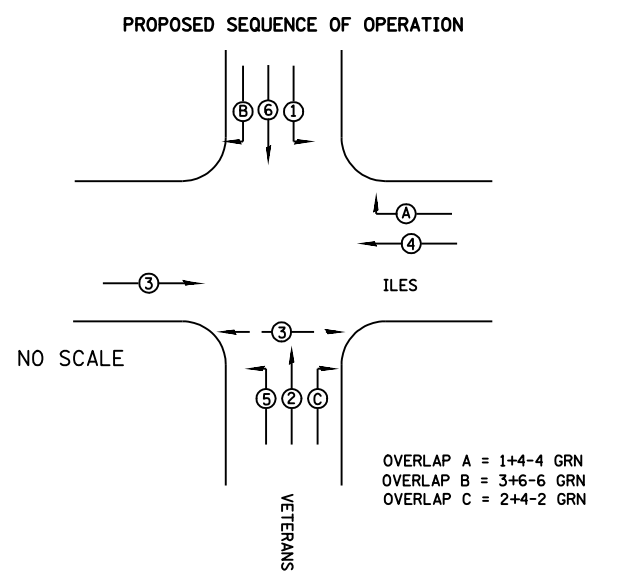 PROPOSED SEQUENCE OF OPERATION
B 6 1
A
4
3
ILES
3
NO SCALE
5 2 C
OVERLAP A = 1+4-4 GRN
OVERLAP B = 3+6-6 GRN
OVERLAP C = 2+4-2 GRN
VETERANS